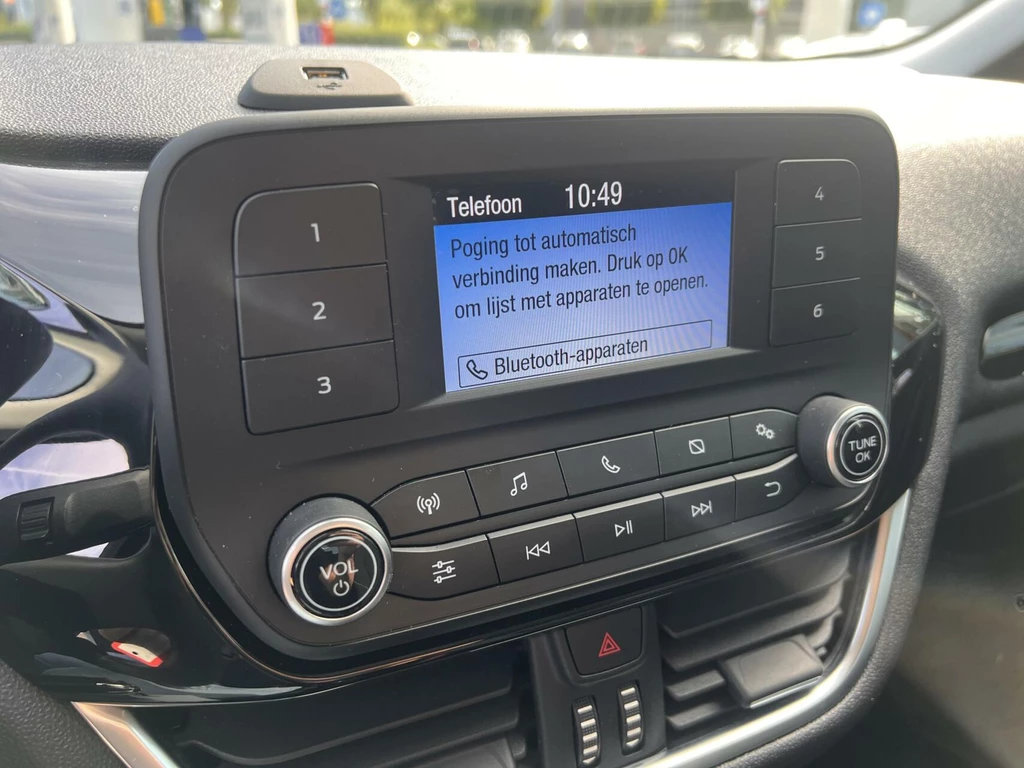 Telefoon 10:49
Poging tot automatisch
verbinding maken. Druk op OK
om lijst met apparaten te openen.
Bluetooth-apparaten
1
2
3
4
5
6
VOL
TUNE
OK